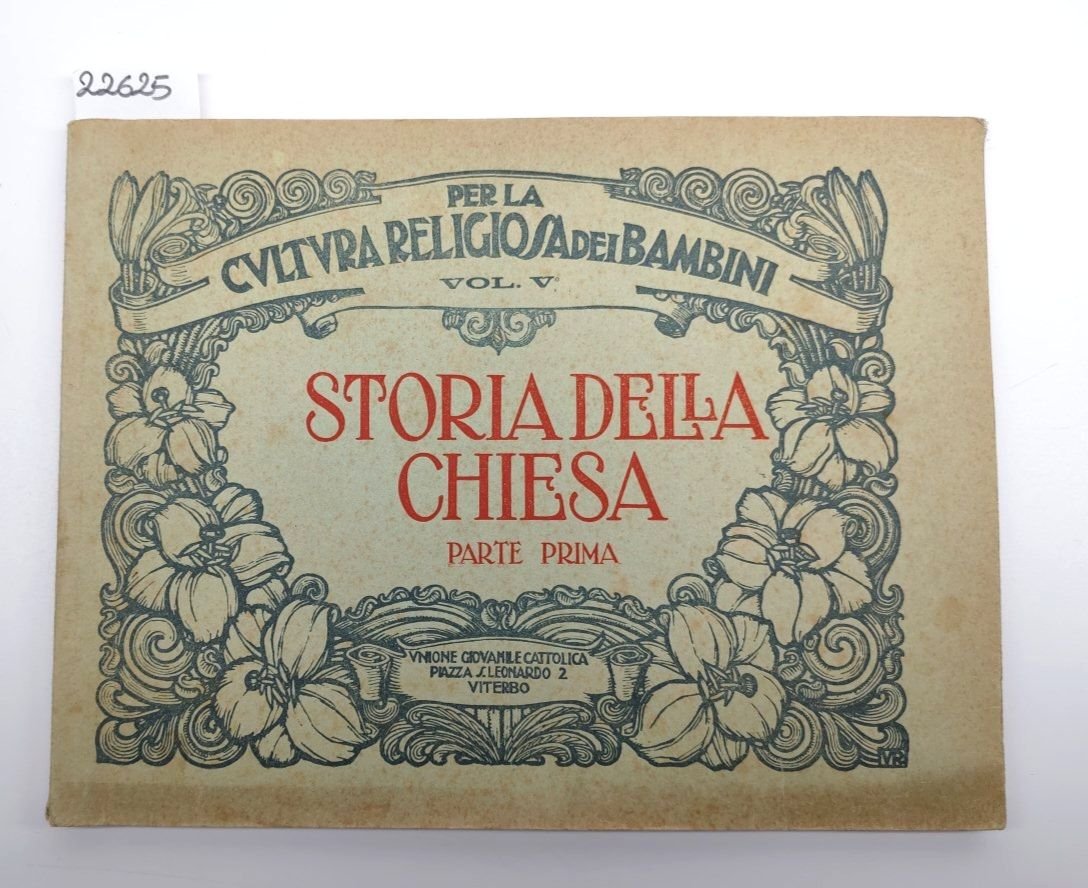 22625
PER LA
CVLTVRA RELIGIOSA DEI BAMBINI
VOL. V°
STORIA DELLA
CHIESA
PARTE PRIMA
VNIONE GIOVANILE CATTOLICA
PIAZZA S. LEONARDO 2
VITERBO